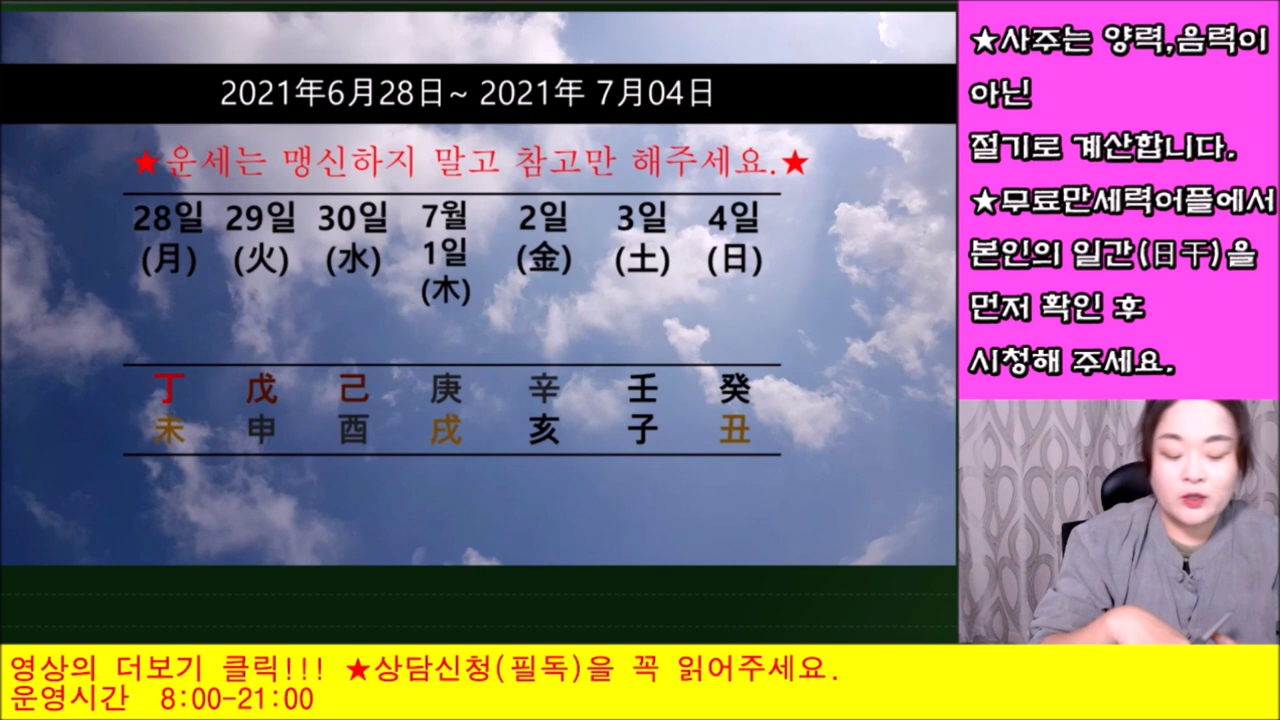 2021年6月28日~ 2021年 7月04日
★운세는 맹신하지 말고 참고만 해주세요.★
28일 29일 30일 7월 2일 3일 4일
(月) (火) (水) 1일 (金) (土) (日)
(木)
丁 戊 己 庚 辛 壬 癸
未 申 酉 戌 亥 子 丑
★사주는 양력,음력이
아닌
절기로 계산합니다.
★무료만세력어플에서
본인의 일간(日干)을
먼저 확인 후
시청해 주세요.
영상의 더보기 클릭!!! ★상담신청(필독)을 꼭 읽어주세요.
운영시간 8:00-21:00